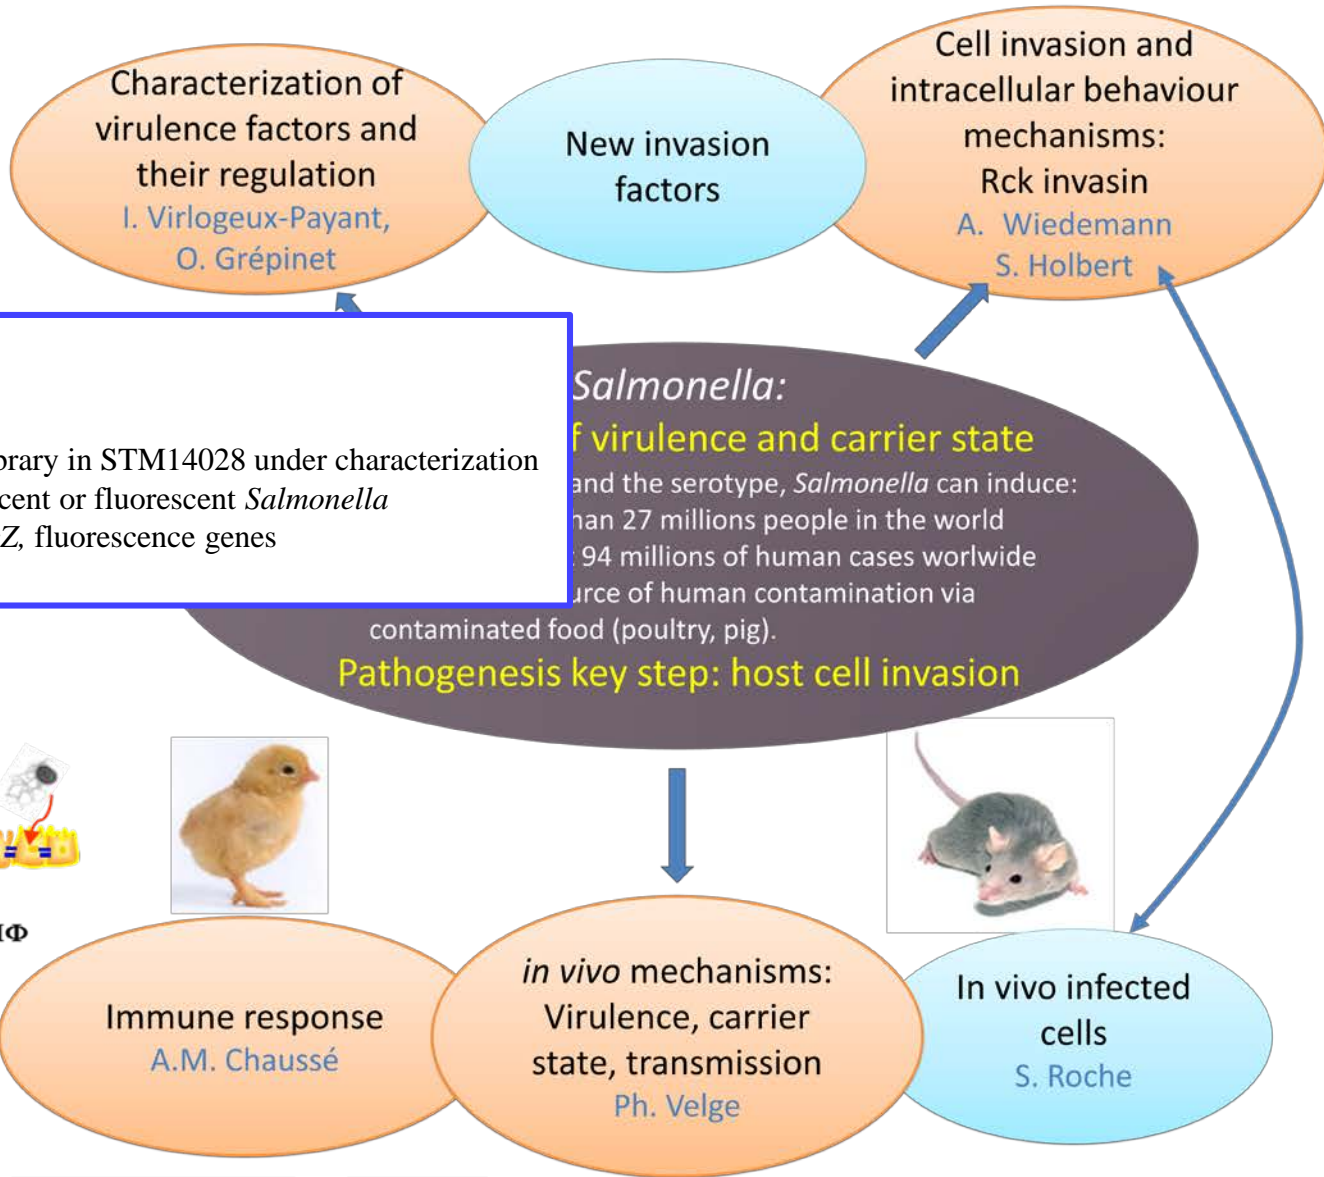 Characterization of
virulence factors and
their regulation
I. Virlogeux-Payant,
O. Grépinet
New invasion
factors
Cell invasion and
intracellular behaviour
mechanisms:
Rck invasin
A. Wiedemann
S. Holbert
brary in STM14028 under characterization
cent or fluorescent Salmonella
Z, fluorescence genes
Salmonella:
f virulence and carrier state
and the serotype, Salmonella can induce:
han 27 millions people in the world
94 millions of human cases worlwide
urce of human contamination via
contaminated food (poultry, pig).
Pathogenesis key step: host cell invasion
Immune response
A.M. Chaussé
in vivo mechanisms:
Virulence, carrier
state, transmission
Ph. Velge
In vivo infected
cells
S. Roche